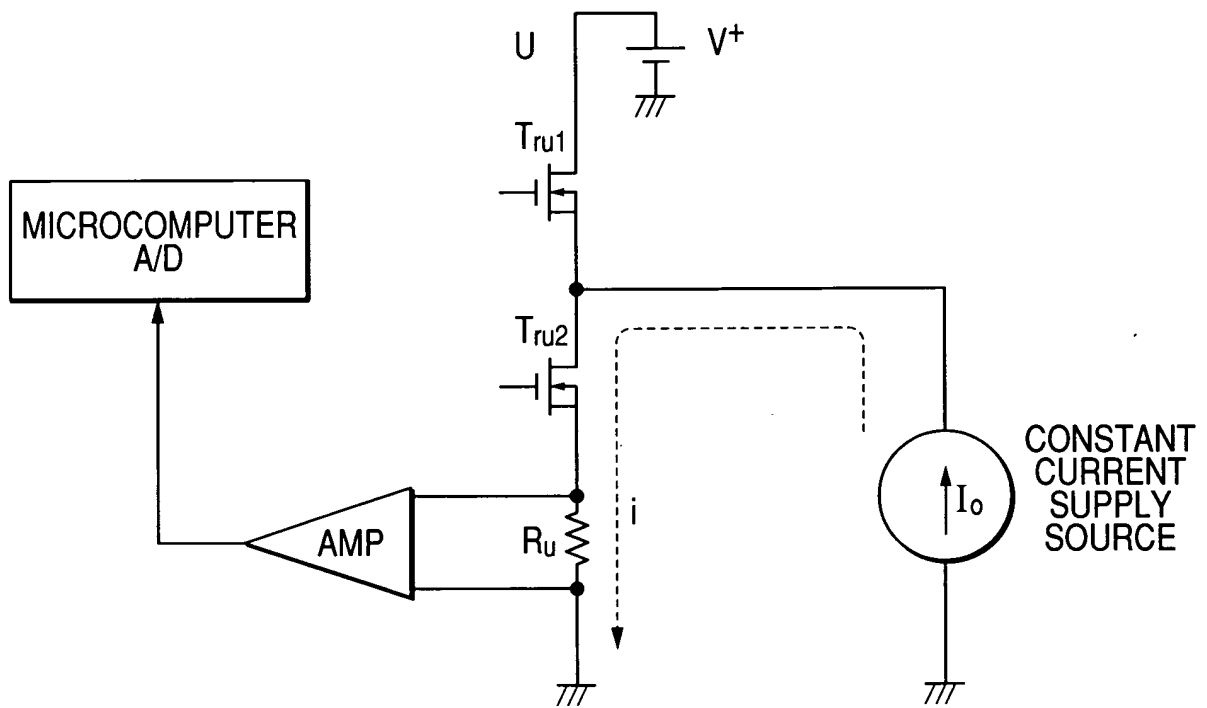 U
V+
Tru1
MICROCOMPUTER
A/D
Tru2
CONSTANT
CURRENT
SUPPLY
SOURCE
Io
i
AMP
Ru